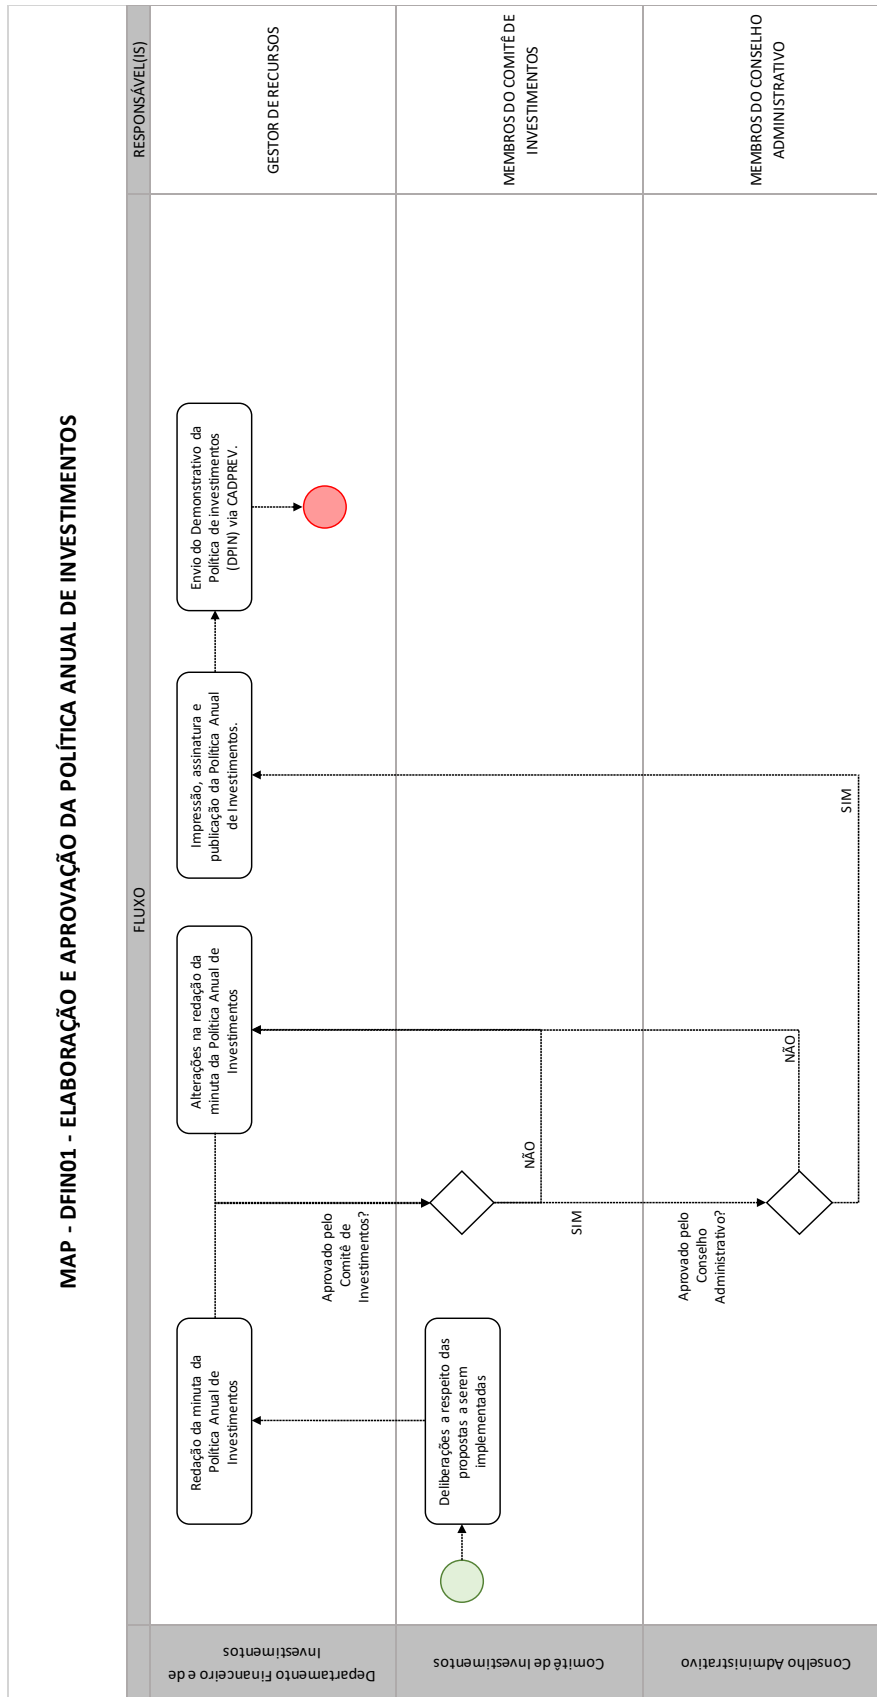 MAP - DFIN01 - ELABORAÇÃO E APROVAÇÃO DA POLÍTICA ANUAL DE INVESTIMENTOS
FLUXO
RESPONSÁVEL(IS)
Departamento Financeiro e de
Investimentos
Redação da minuta da
Política Anual de
Investimentos
Alterações na redação da
minuta da Política Anual de
Investimentos
Impressão, assinatura e
publicação da Política Anual
de Investimentos.
Envio do Demonstrativo da
Política de investimentos
(DPIN) via CADPREV.
GESTOR DE RECURSOS
Aprovado pelo
Comitê de
Investimentos?
Comitê de Investimentos
Deliberações a respeito das
propostas a serem
implementadas
NÃO
SIM
MEMBROS DO COMITÊ DE
INVESTIMENTOS
Conselho Administrativo
Aprovado pelo
Conselho
Administrativo?
NÃO
SIM
MEMBROS DO CONSELHO
ADMINISTRATIVO